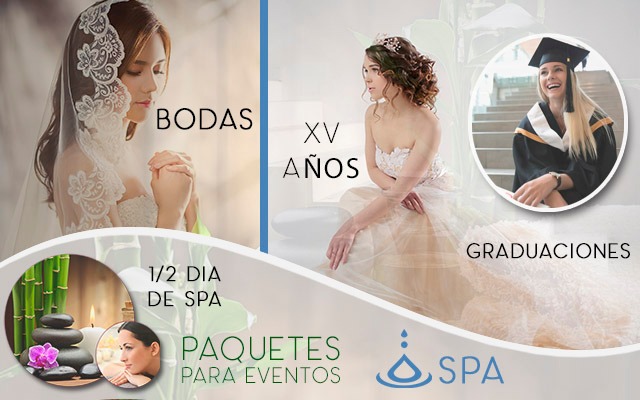 BODAS
XV
AÑOS
GRADUACIONES
1/2 DIA
DE SPA
PAQUETES
PARA EVENTOS
SPA